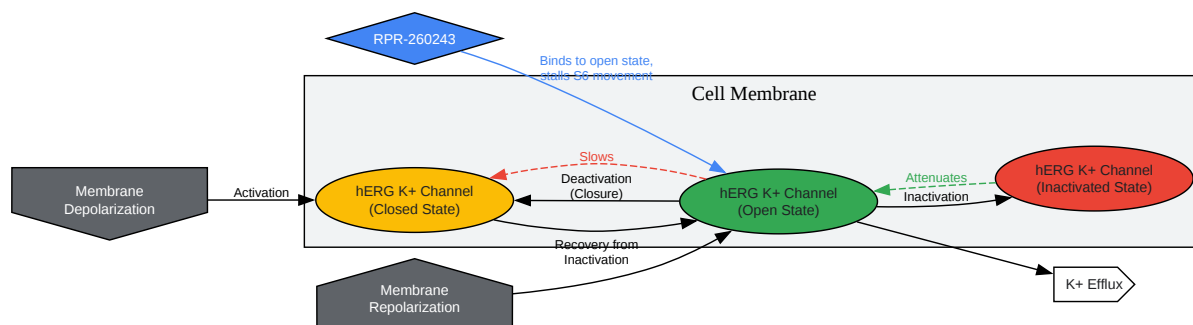 RPR-260243
Binds to open state,
stalls S6 movement
Cell Membrane
Membrane
Depolarization
Activation
hERG K+ Channel
(Closed State)
Slows
Deactivation
(Closure)
hERG K+ Channel
(Open State)
Attenuates
Inactivation
hERG K+ Channel
(Inactivated State)
Recovery from
Inactivation
Membrane
Repolarization
K+ Efflux